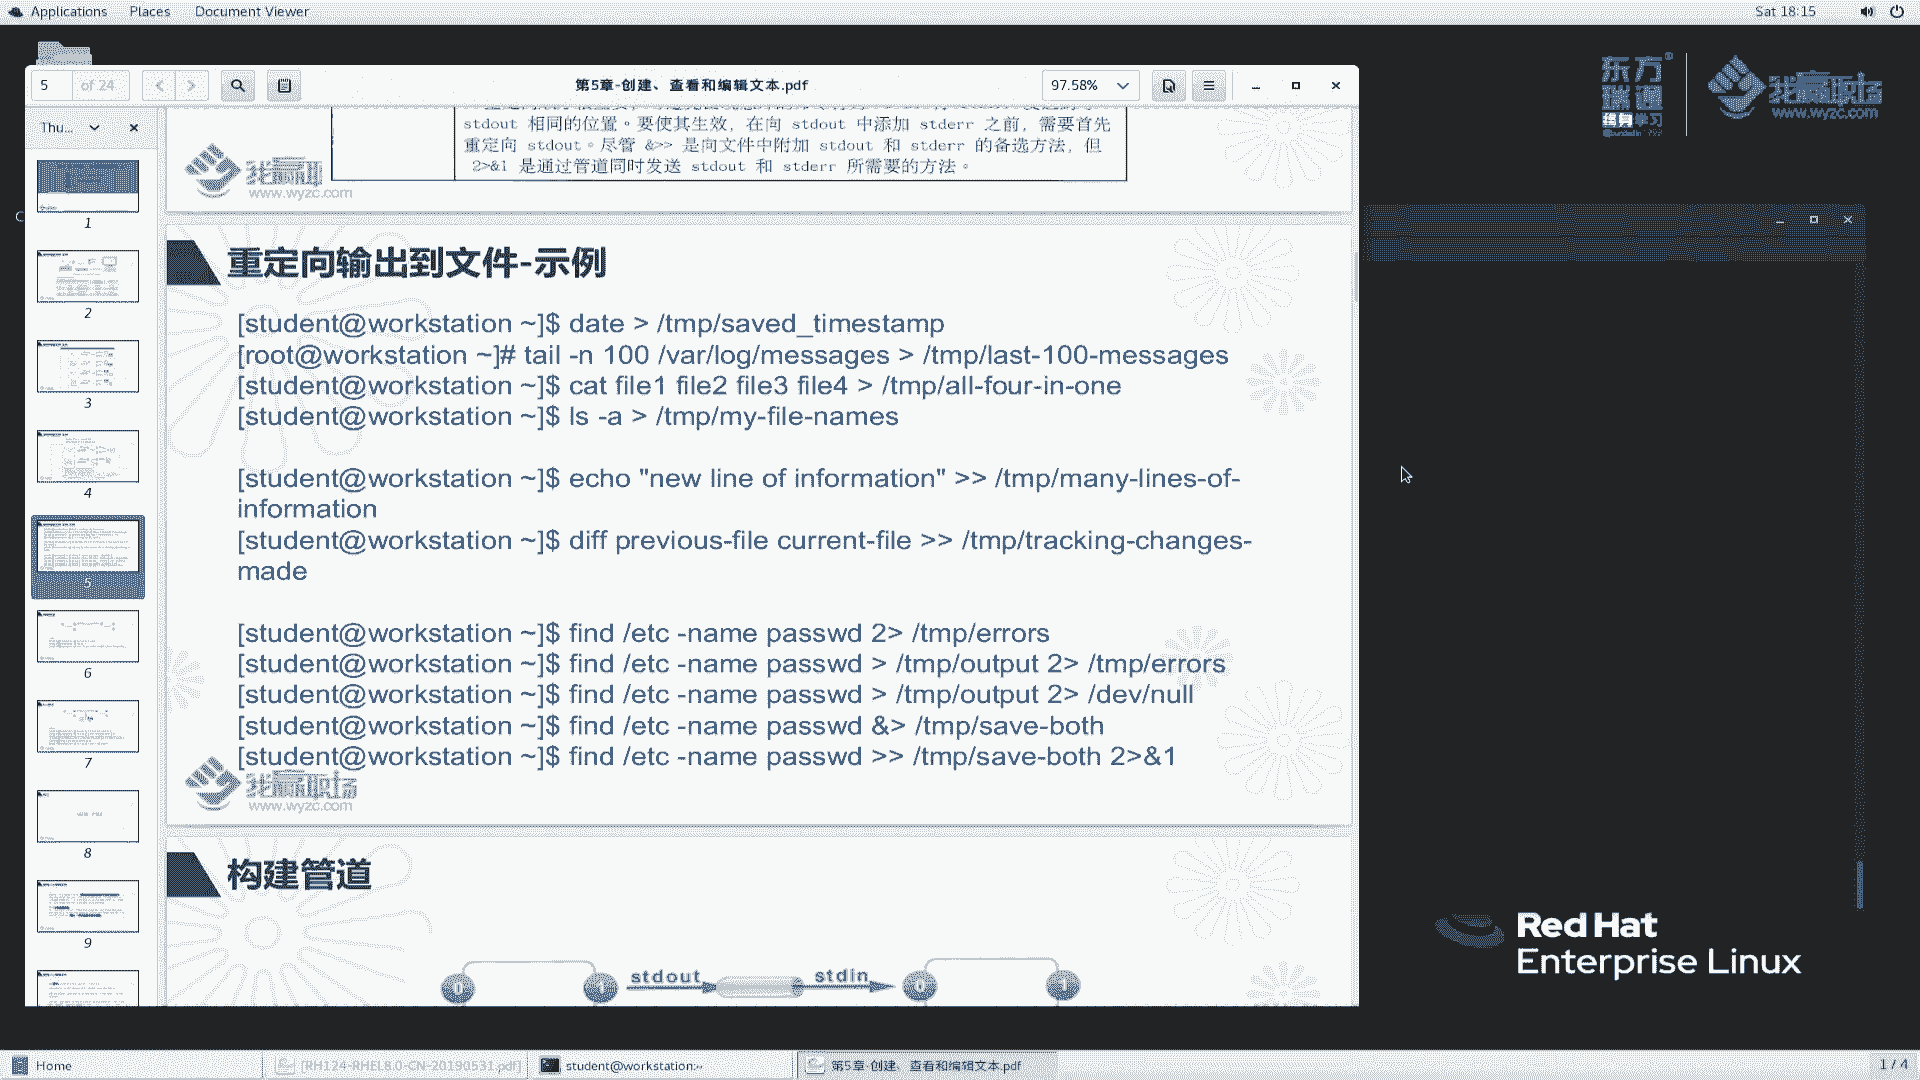 Applications Places Document Viewer Sat 18:15
5 of 24 第5章-创建、查看和编辑文本.pdf 97.58%
东方
瑞通
终身学习
www.wyzc.com
Thu...
stdout 相同的位置。要使其生效，在向 stdout 中添加 stderr 之前，需要首先
重定向 stdout。尽管 &>> 是向文件中附加 stdout 和 stderr 的备选方法，但
2>&1 是通过管道同时发送 stdout 和 stderr 所需要的方法。
www.wyzc.com
1
2
3
4
5
6
7
8
9
重定向输出到文件-示例
[student@workstation ~]$ date > /tmp/saved_timestamp
[root@workstation ~]# tail -n 100 /var/log/messages > /tmp/last-100-messages
[student@workstation ~]$ cat file1 file2 file3 file4 > /tmp/all-four-in-one
[student@workstation ~]$ ls -a > /tmp/my-file-names
[student@workstation ~]$ echo "new line of information" >> /tmp/many-lines-of-
information
[student@workstation ~]$ diff previous-file current-file >> /tmp/tracking-changes-
made
[student@workstation ~]$ find /etc -name passwd 2> /tmp/errors
[student@workstation ~]$ find /etc -name passwd > /tmp/output 2> /tmp/errors
[student@workstation ~]$ find /etc -name passwd > /tmp/output 2> /dev/null
[student@workstation ~]$ find /etc -name passwd &> /tmp/save-both
[student@workstation ~]$ find /etc -name passwd >> /tmp/save-both 2>&1
我赢职场
www.wyzc.com
构建管道
0 1 stdout stdin 0 1
Red Hat
Enterprise Linux
Home [RH124-RHEL8.0-CN-20190531.pdf] student@workstation:~ 第5章-创建、查看和编辑文本.pdf 1 / 4